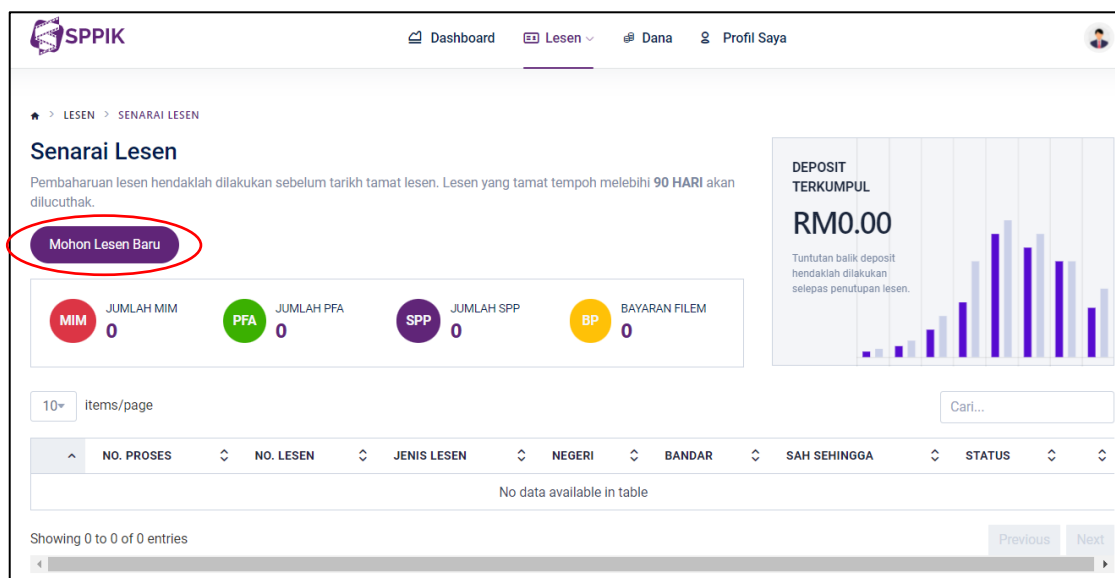 SPPIK
Dashboard
Lesen
Dana
Profil Saya
> LESEN > SENARAI LESEN
Senarai Lesen
Pembaharuan lesen hendaklah dilakukan sebelum tarikh tamat lesen. Lesen yang tamat tempoh melebihi 90 HARI akan
dilucuthak.
Mohon Lesen Baru
DEPOSIT
TERKUMPUL
RM0.00
Tuntutan balik deposit
hendaklah dilakukan
selepas penutupan lesen.
MIM JUMLAH MIM
0
PFA JUMLAH PFA
0
SPP JUMLAH SPP
0
BP BAYARAN FILEM
0
10 items/page
Cari...
NO. PROSES NO. LESEN JENIS LESEN NEGERI BANDAR SAH SEHINGGA STATUS
No data available in table
Showing 0 to 0 of 0 entries
Previous Next